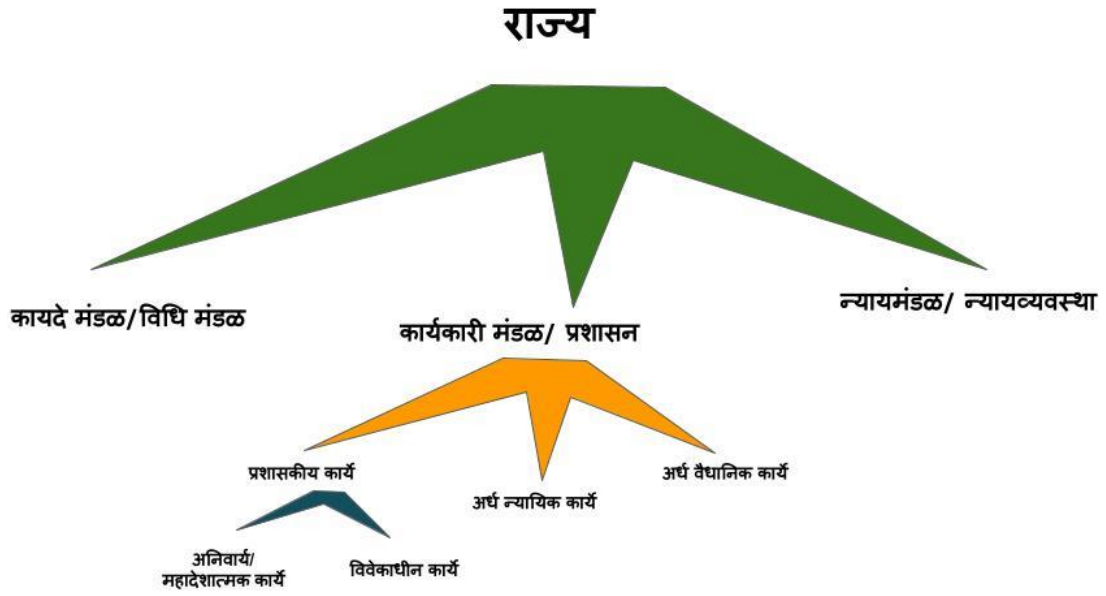 राज्य
कायदे मंडळ/विधि मंडळ
कार्यकारी मंडळ/ प्रशासन
न्यायमंडळ/ न्यायव्यवस्था
प्रशासकीय कार्ये
अर्ध न्यायिक कार्ये
अर्ध वैधानिक कार्ये
अनिवार्य/
महादेशात्मक कार्ये
विवेकाधीन कार्ये